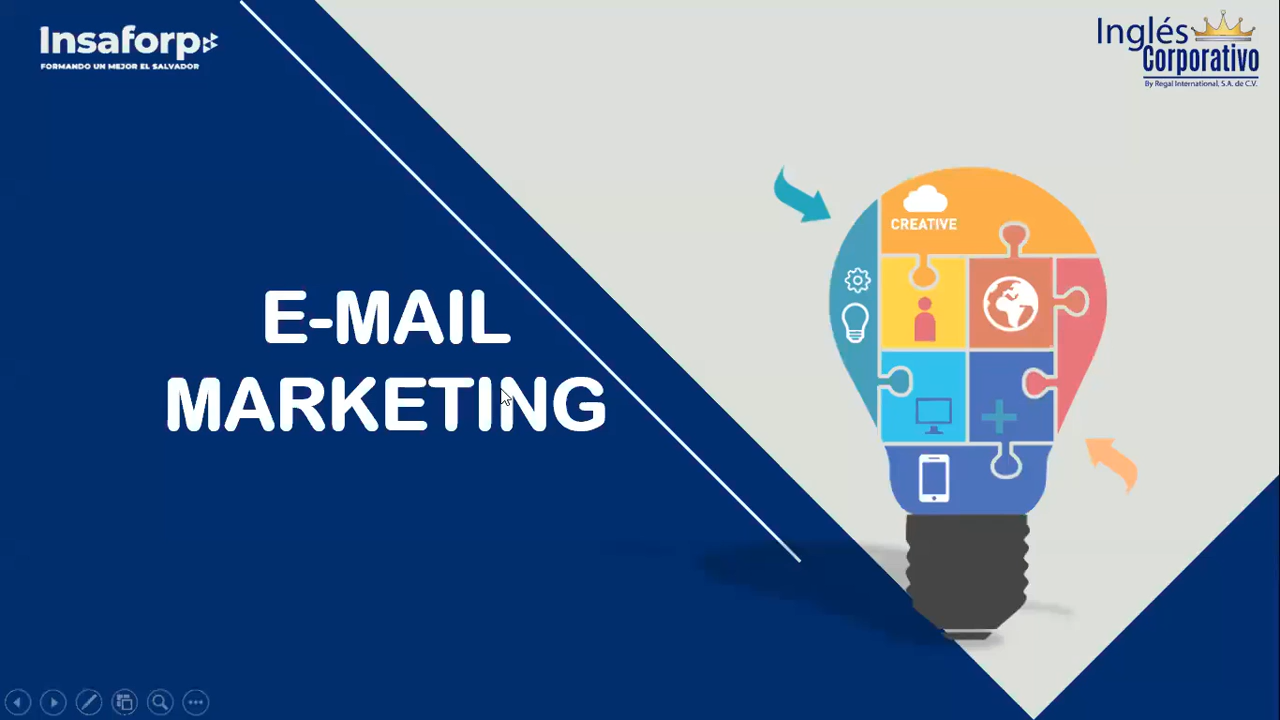 Insaforp
FORMANDO UN MEJOR EL SALVADOR
Inglés
Corporativo
By Regal International, S.A. de C.V.
CREATIVE
E-MAIL
MARKETING